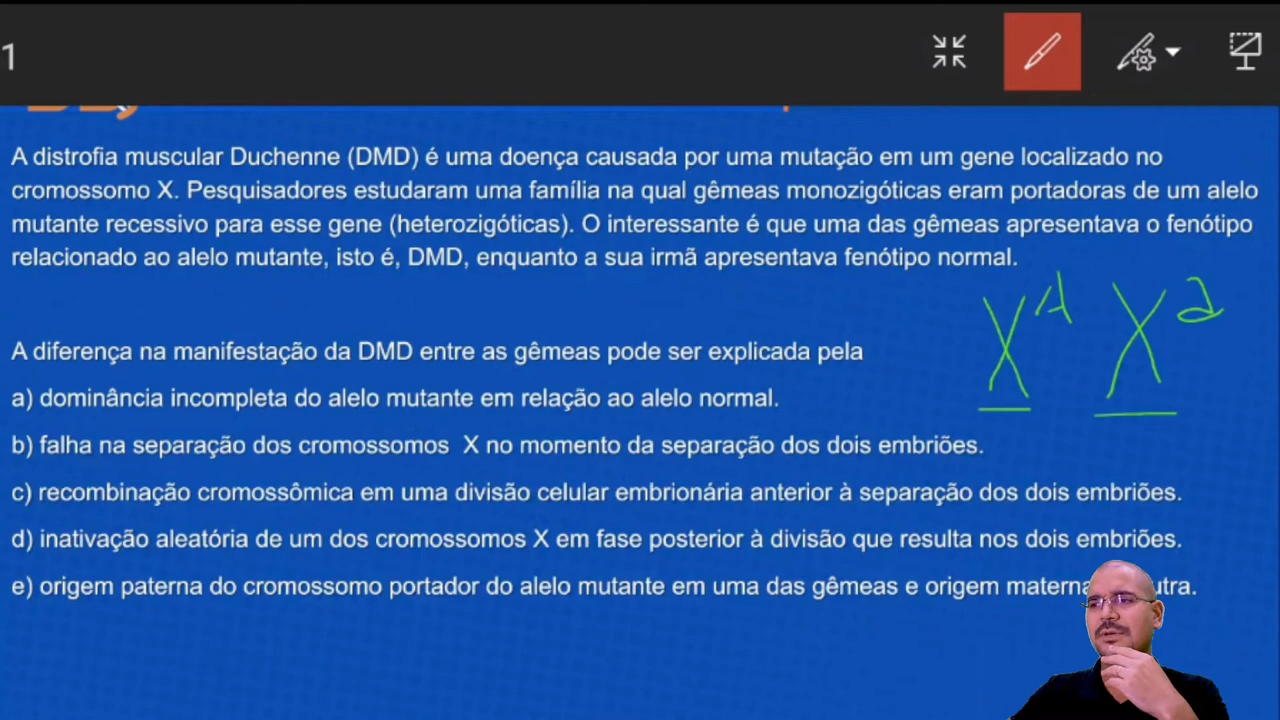 1
A distrofia muscular Duchenne (DMD) é uma doença causada por uma mutação em um gene localizado no
cromossomo X. Pesquisadores estudaram uma família na qual gêmeas monozigóticas eram portadoras de um alelo
mutante recessivo para esse gene (heterozigóticas). O interessante é que uma das gêmeas apresentava o fenótipo
relacionado ao alelo mutante, isto é, DMD, enquanto a sua irmã apresentava fenótipo normal.
X^A X^a
A diferença na manifestação da DMD entre as gêmeas pode ser explicada pela
a) dominância incompleta do alelo mutante em relação ao alelo normal.
b) falha na separação dos cromossomos X no momento da separação dos dois embriões.
c) recombinação cromossômica em uma divisão celular embrionária anterior à separação dos dois embriões.
d) inativação aleatória de um dos cromossomos X em fase posterior à divisão que resulta nos dois embriões.
e) origem paterna do cromossomo portador do alelo mutante em uma das gêmeas e origem materna